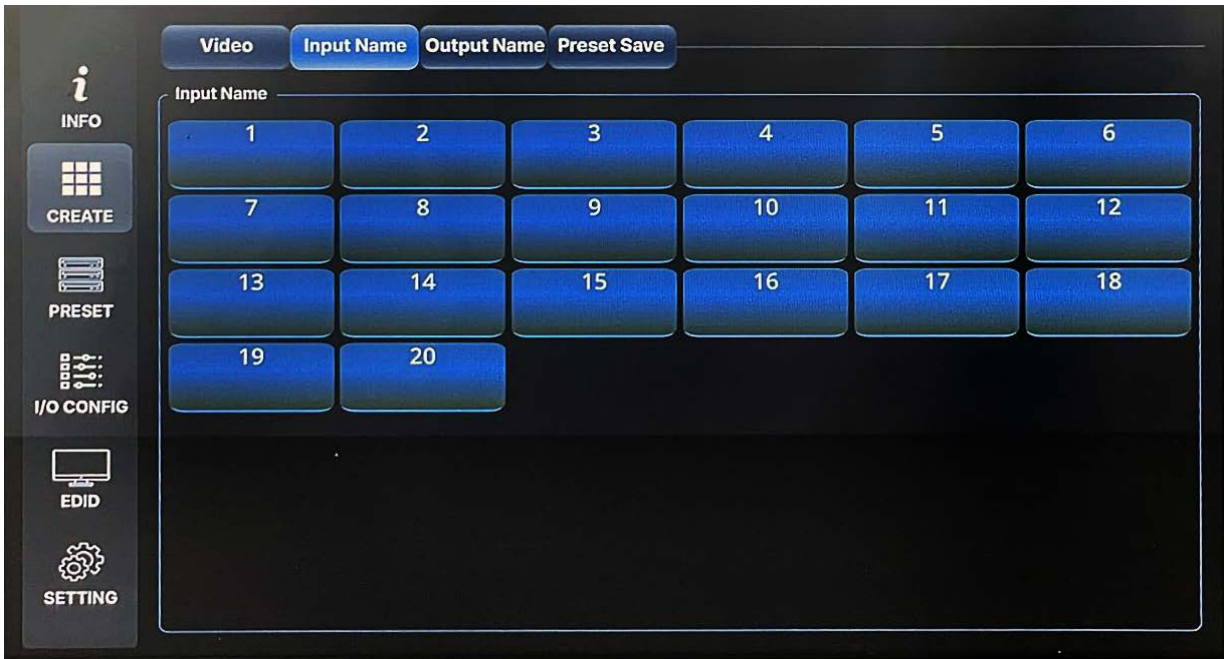 Video Input Name Output Name Preset Save
INFO
CREATE
PRESET
I/O CONFIG
EDID
SETTING
Input Name
1 2 3 4 5 6
7 8 9 10 11 12
13 14 15 16 17 18
19 20